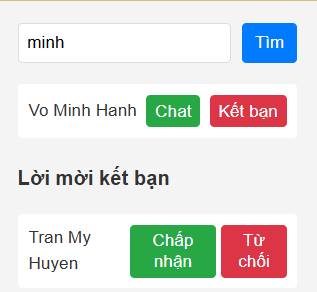 minh Tìm
Vo Minh Hanh Chat Kết bạn
Lời mời kết bạn
Tran My Huyen
Chấp nhận
Từ chối